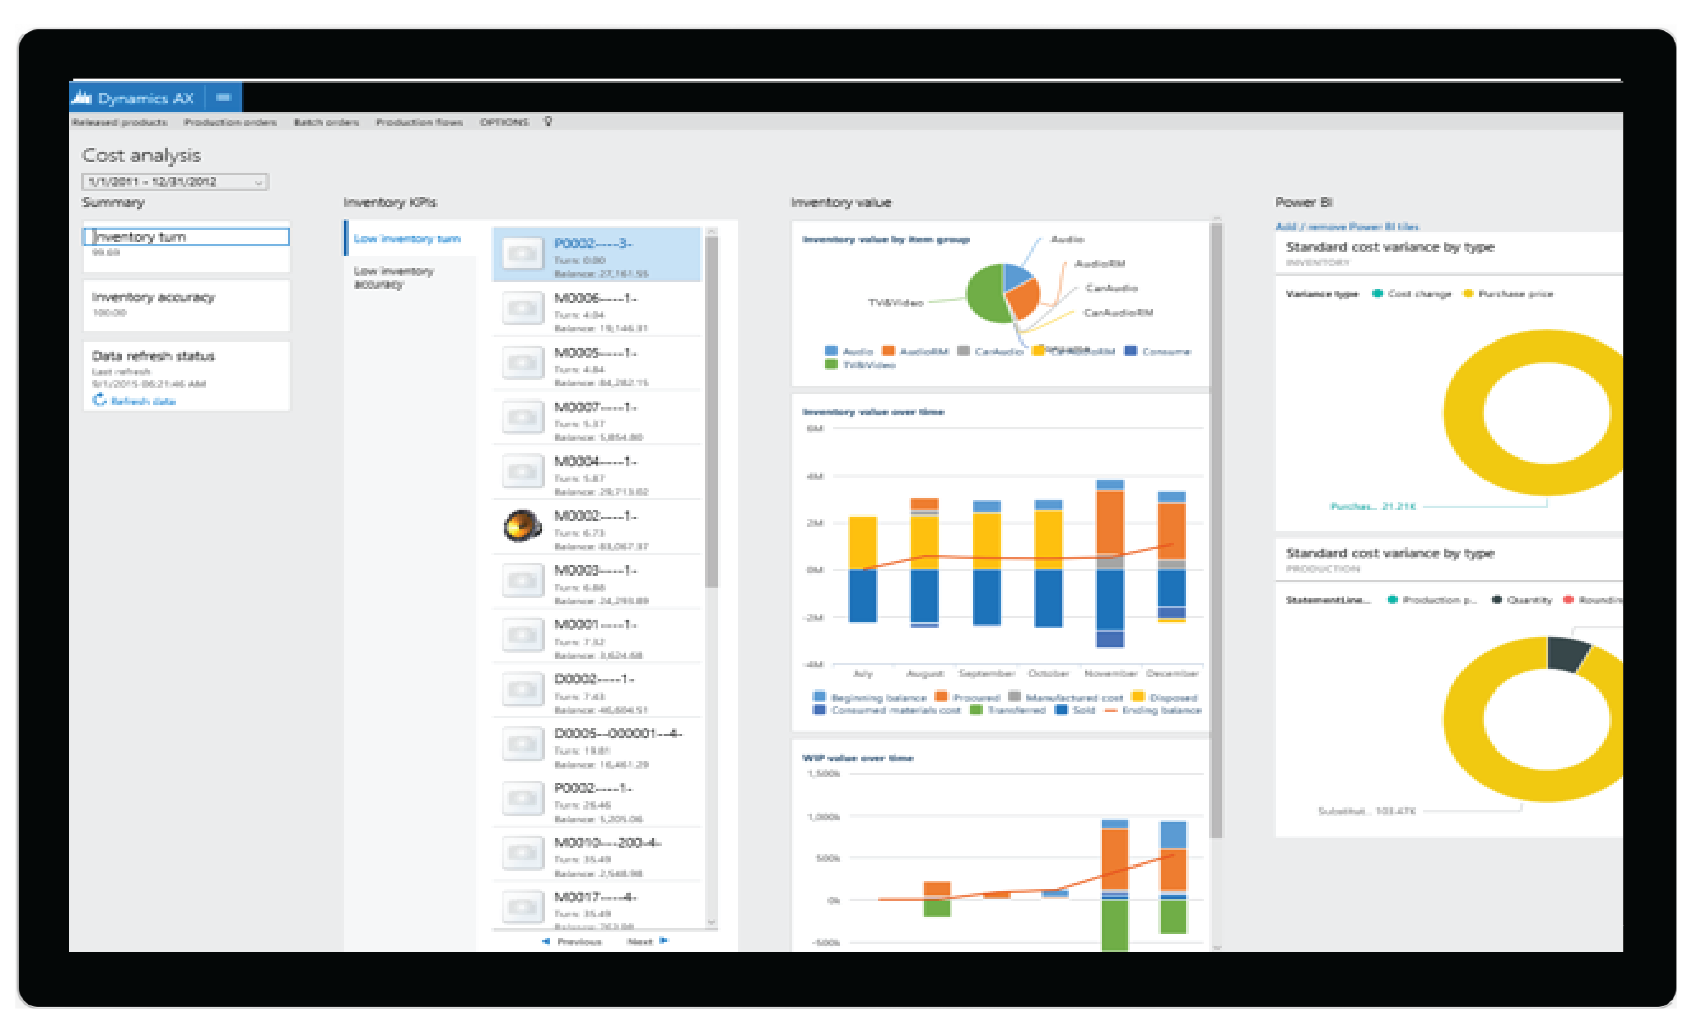 Dynamics AX
Released products Production orders Batch orders Production flows OPTIONS
Cost analysis
1/1/2011 - 12/31/2012
Summary
Inventory turn
Inventory accuracy
100.00
Data refresh status
Last refresh
9/1/2015 06:21:46 AM
Refresh data
Inventory KPIs
Low inventory turn
Low inventory
accuracy
P0002----3-
Turn: 0.00
Balance: 27,161.55
M0006----1-
Turn: 4.04
Balance: 19,146.31
M0005----1-
Turn: 4.84
Balance: 84,282.15
M0007----1-
Turn: 5.37
Balance: 5,854.80
M0004----1-
Turn: 5.87
Balance: 29,713.02
M0002----1-
Turn: 6.73
Balance: 83,067.37
M0003----1-
Turn: 6.88
Balance: 24,293.89
M0001----1-
Turn: 7.32
Balance: 3,624.68
D0002----1-
Turn: 7.43
Balance: 46,604.51
D0005--000001--4-
Turn: 19.81
Balance: 16,461.29
P0002----1-
Turn: 26.46
Balance: 5,205.06
M0010---200-4-
Turn: 35.49
Balance: 2,548.98
M0017----4-
Turn: 35.49
Previous Next
Inventory value
Inventory value by item group
Audio
AudioRM
CarAudio
CarAudioRM
TV&Video
Audio AudioRM CarAudio CarAudioRM Consume
TV&Video
Inventory value over time
6M
4M
2M
0M
-2M
-4M
July August September October November December
Beginning balance Procured Manufactured cost Disposed
Consumed materials cost Transferred Sold Ending balance
WIP value over time
1,500k
1,000k
500k
0k
-500k
Power BI
Add / remove Power BI tiles
Standard cost variance by type
INVENTORY
Variance type Cost change Purchase price
Purchas... 21.21K
Standard cost variance by type
PRODUCTION
StatementLine... Production p... Quantity Roundin
Substitut... 103.47K